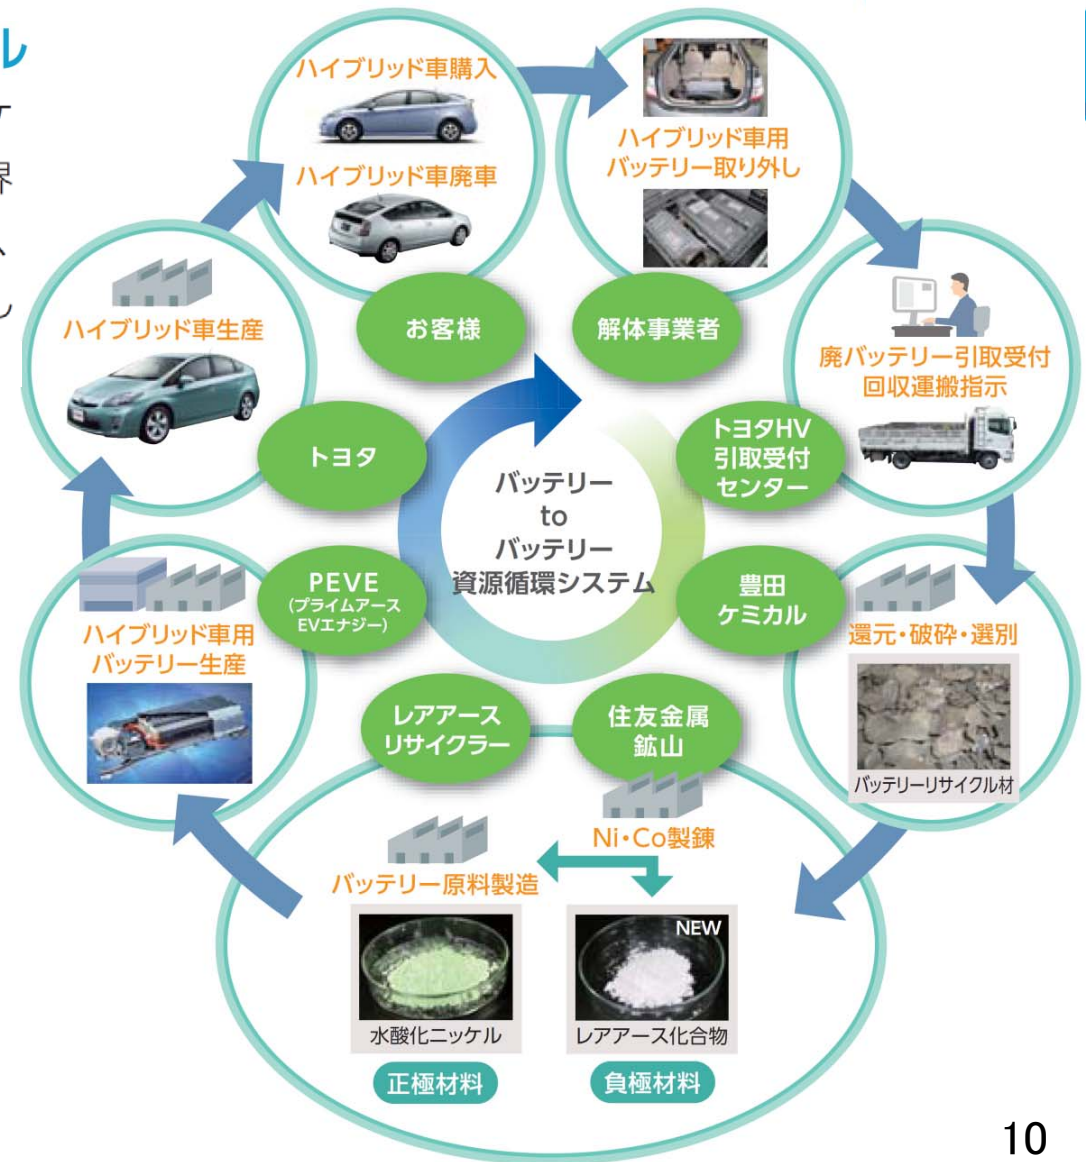 ル
ハイブリッド車購入
ハイブリッド車廃車
お客様
ハイブリッド車用
バッテリー取り外し
解体事業者
廃バッテリー引取受付
回収運搬指示
トヨタHV
引取受付
センター
豊田
ケミカル
還元・破砕・選別
バッテリーリサイクル材
住友金属
鉱山
Ni・Co製錬
レアアース
リサイクラー
バッテリー原料製造
水酸化ニッケル
正極材料
NEW
レアアース化合物
負極材料
PEVE
(プライムアース
EVエナジー)
ハイブリッド車用
バッテリー生産
トヨタ
ハイブリッド車生産
バッテリー
to
バッテリー
資源循環システム
10